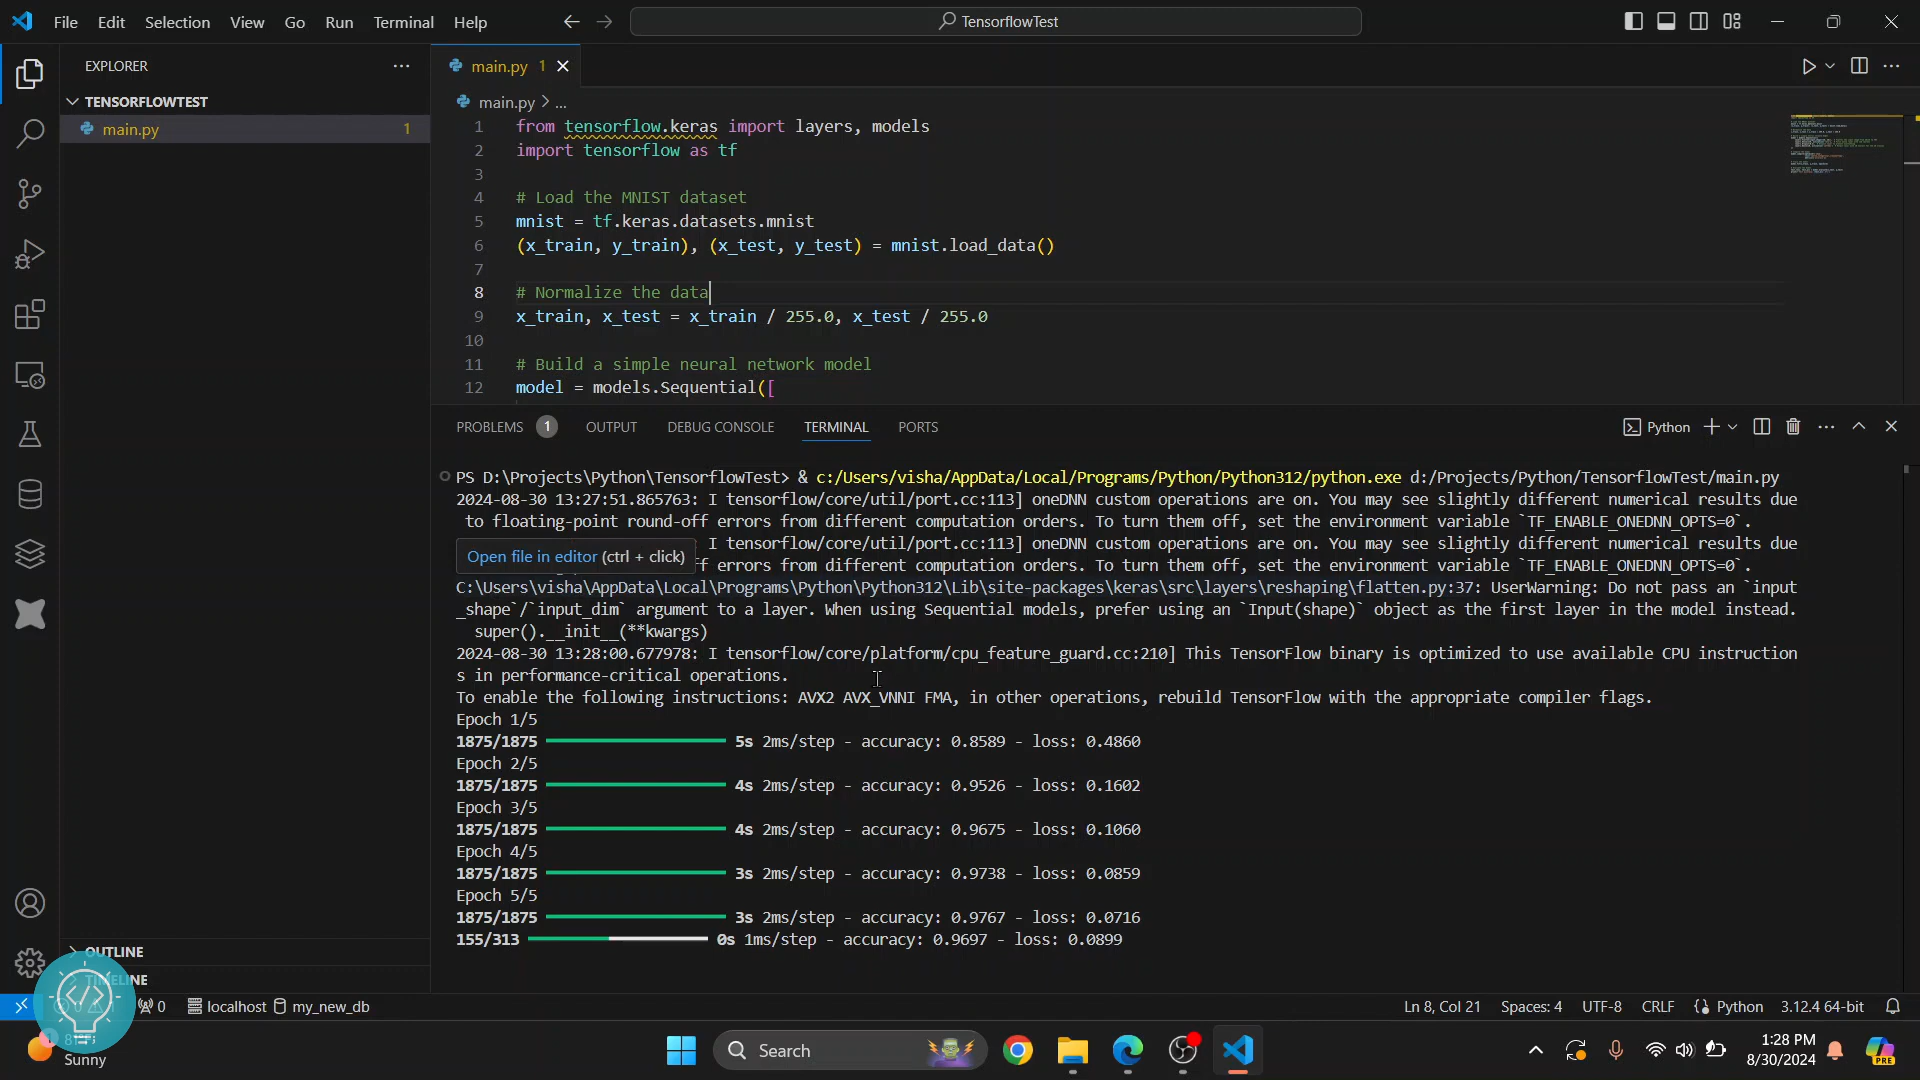 File Edit Selection View Go Run Terminal Help
TensorflowTest
EXPLORER
TENSORFLOWTEST
main.py 1
OUTLINE
TIMELINE
main.py 1
main.py > ...
1 from tensorflow.keras import layers, models
2 import tensorflow as tf
3
4 # Load the MNIST dataset
5 mnist = tf.keras.datasets.mnist
6 (x_train, y_train), (x_test, y_test) = mnist.load_data()
7
8 # Normalize the data
9 x_train, x_test = x_train / 255.0, x_test / 255.0
10
11 # Build a simple neural network model
12 model = models.Sequential([
PROBLEMS 1 OUTPUT DEBUG CONSOLE TERMINAL PORTS
Python
PS D:\Projects\Python\TensorflowTest> & c:/Users/visha/AppData/Local/Programs/Python/Python312/python.exe d:/Projects/Python/TensorflowTest/main.py
2024-08-30 13:27:51.865763: I tensorflow/core/util/port.cc:113] oneDNN custom operations are on. You may see slightly different numerical results due
to floating-point round-off errors from different computation orders. To turn them off, set the environment variable `TF_ENABLE_ONEDNN_OPTS=0`.
I tensorflow/core/util/port.cc:113] oneDNN custom operations are on. You may see slightly different numerical results due
Open file in editor (ctrl + click)
ff errors from different computation orders. To turn them off, set the environment variable `TF_ENABLE_ONEDNN_OPTS=0`.
C:\Users\visha\AppData\Local\Programs\Python\Python312\Lib\site-packages\keras\src\layers\reshaping\flatten.py:37: UserWarning: Do not pass an `input
_shape`/`input_dim` argument to a layer. When using Sequential models, prefer using an `Input(shape)` object as the first layer in the model instead.
super().__init__(**kwargs)
2024-08-30 13:28:00.677978: I tensorflow/core/platform/cpu_feature_guard.cc:210] This TensorFlow binary is optimized to use available CPU instruction
s in performance-critical operations.
To enable the following instructions: AVX2 AVX_VNNI FMA, in other operations, rebuild TensorFlow with the appropriate compiler flags.
Epoch 1/5
1875/1875 5s 2ms/step - accuracy: 0.8589 - loss: 0.4860
Epoch 2/5
1875/1875 4s 2ms/step - accuracy: 0.9526 - loss: 0.1602
Epoch 3/5
1875/1875 4s 2ms/step - accuracy: 0.9675 - loss: 0.1060
Epoch 4/5
1875/1875 3s 2ms/step - accuracy: 0.9738 - loss: 0.0859
Epoch 5/5
1875/1875 3s 2ms/step - accuracy: 0.9767 - loss: 0.0716
155/313 0s 1ms/step - accuracy: 0.9697 - loss: 0.0899
0 localhost my_new_db
Ln 8, Col 21 Spaces: 4 UTF-8 CRLF Python 3.12.4 64-bit
Sunny
Search
1:28 PM
8/30/2024
PRE